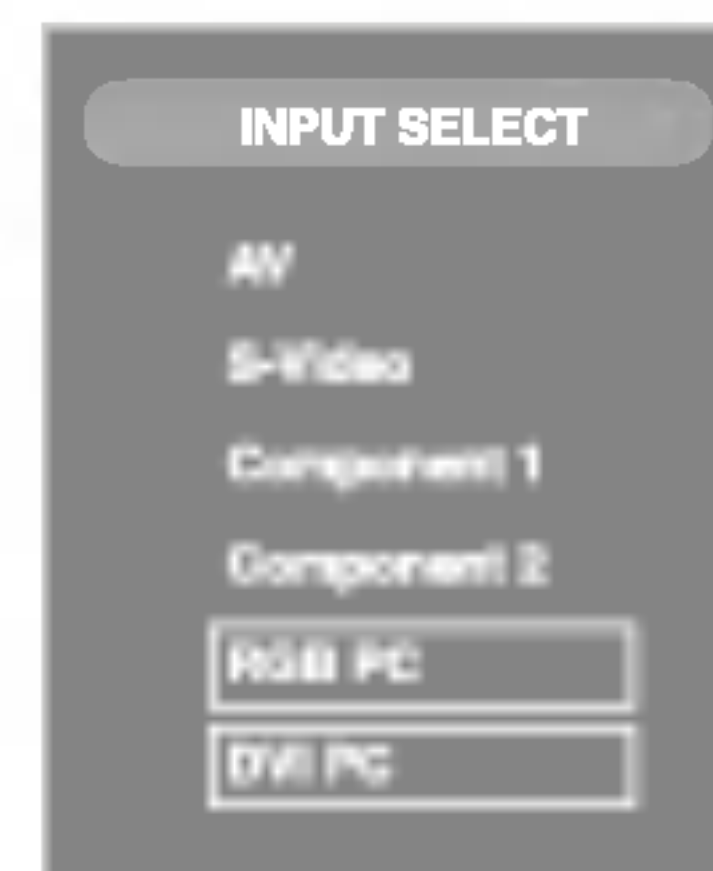 INPUT SELECT
AV
S-Video
Component 1
Component 2
RGB PC
DVI PC